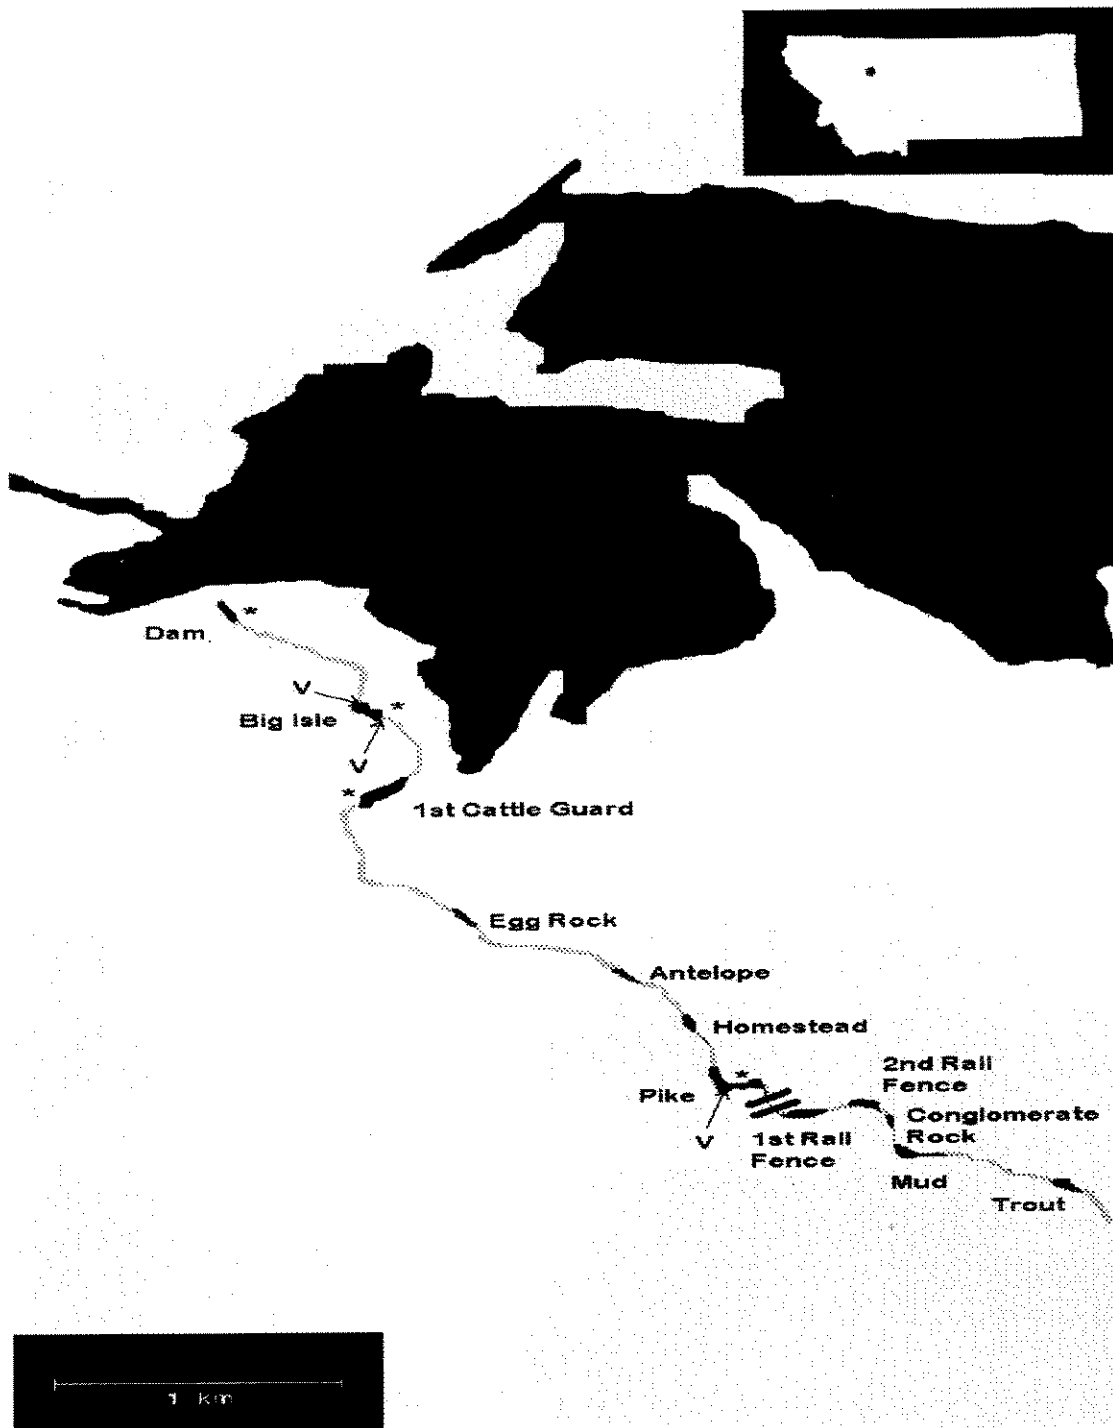 *
Dam
V
*
Big Isle
V
*
1st Cattle Guard
Egg Rock
Antelope
Homestead
2nd Rail
Fence
*
Pike
Conglomerate
Rock
V
1st Rail
Fence
Mud
Trout
1 km